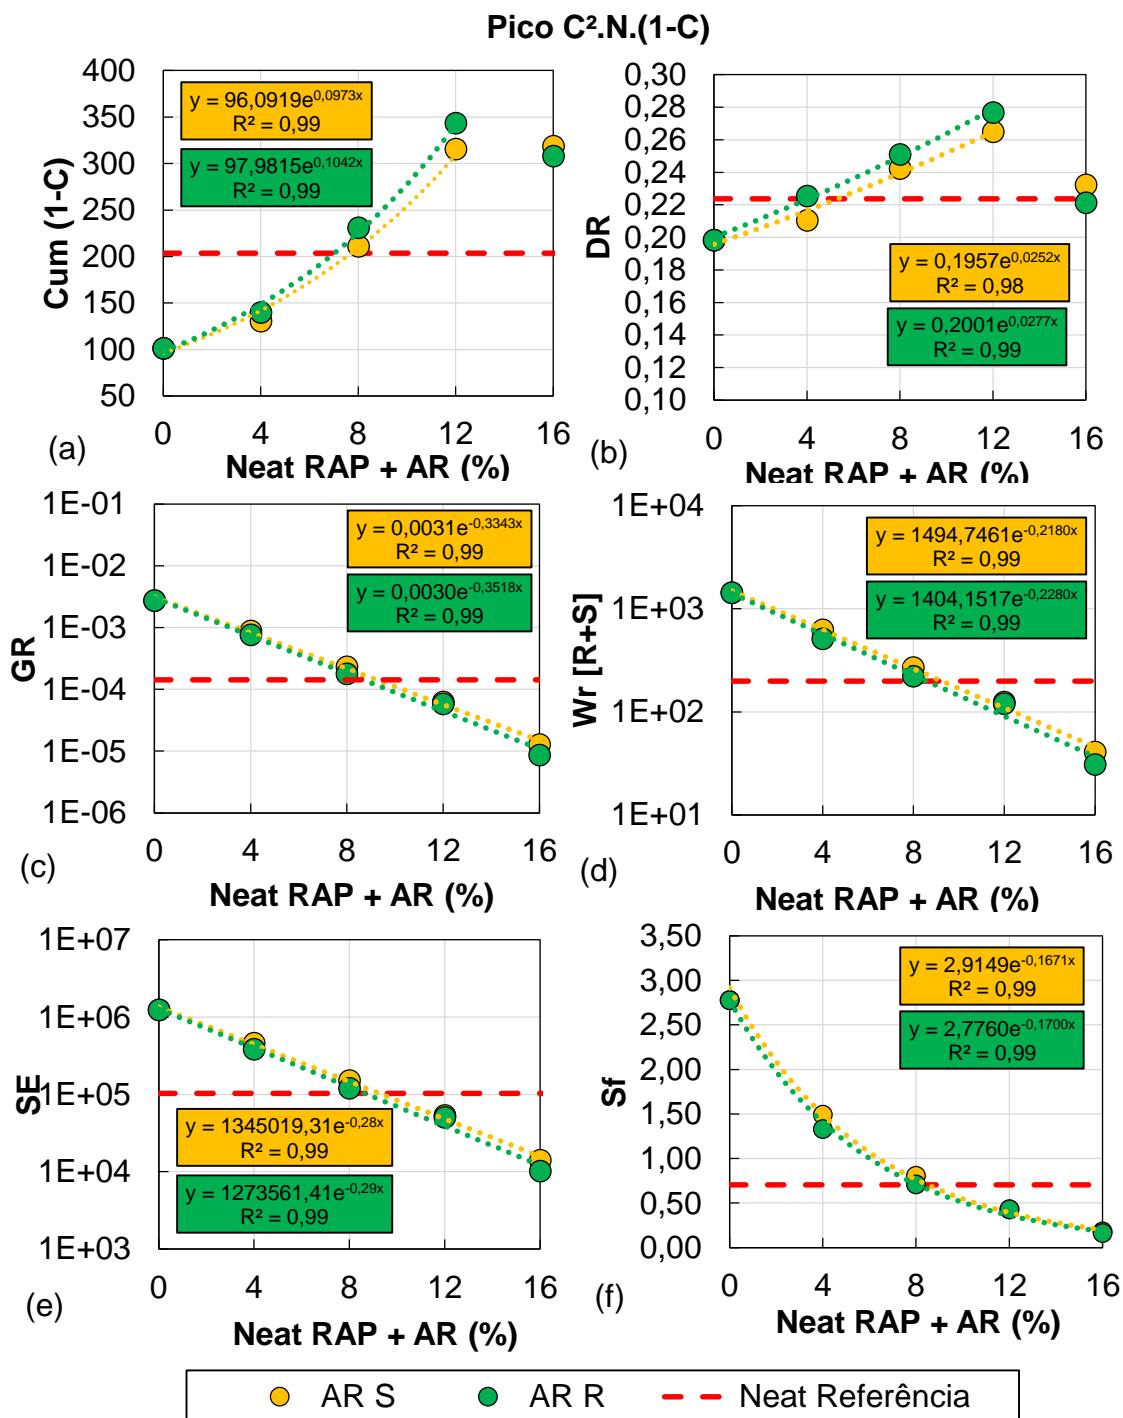 Pico C².N.(1-C)
400
350
300
250
200
150
100
50
Cum (1-C)
y = 96,0919e^0,0973x
R² = 0,99
y = 97,9815e^0,1042x
R² = 0,99
0 4 8 12 16
(a)
Neat RAP + AR (%)
0,30
0,28
0,26
0,24
0,22
0,20
0,18
0,16
0,14
0,12
0,10
DR
y = 0,1957e^0,0252x
R² = 0,98
y = 0,2001e^0,0277x
R² = 0,99
0 4 8 12 16
(b)
Neat RAP + AR (%)
1E-01
1E-02
1E-03
1E-04
1E-05
1E-06
GR
y = 0,0031e^-0,3343x
R² = 0,99
y = 0,0030e^-0,3518x
R² = 0,99
0 4 8 12 16
(c)
Neat RAP + AR (%)
1E+04
1E+03
1E+02
1E+01
Wr [R+S]
y = 1494,7461e^-0,2180x
R² = 0,99
y = 1404,1517e^-0,2280x
R² = 0,99
0 4 8 12 16
(d)
Neat RAP + AR (%)
1E+07
1E+06
1E+05
1E+04
1E+03
SE
y = 1345019,31e^-0,28x
R² = 0,99
y = 1273561,41e^-0,29x
R² = 0,99
0 4 8 12 16
(e)
Neat RAP + AR (%)
3,50
3,00
2,50
2,00
1,50
1,00
0,50
0,00
Sf
y = 2,9149e^-0,1671x
R² = 0,99
y = 2,7760e^-0,1700x
R² = 0,99
0 4 8 12 16
(f)
Neat RAP + AR (%)
AR S AR R Neat Referência